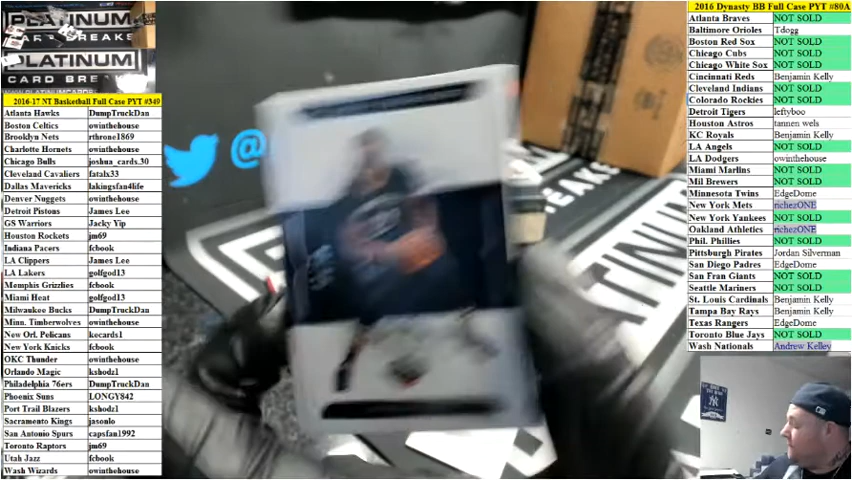 PLATINUM
CARD BREAKS
PLATINUM
CARD BREA
2016-17 NT Basketball Full Case PYT #349
Atlanta Hawks DumpTruckDan
Boston Celtics owinthehouse
Brooklyn Nets rthrone1869
Charlotte Hornets owinthehouse
Chicago Bulls joshua_cards.30
Cleveland Cavaliers fatalx33
Dallas Mavericks lakingsfan4life
Denver Nuggets owinthehouse
Detroit Pistons James Lee
GS Warriors Jacky Yip
Houston Rockets jm69
Indiana Pacers fcbook
LA Clippers James Lee
LA Lakers golfgod13
Memphis Grizzlies fcbook
Miami Heat golfgod13
Milwaukee Bucks DumpTruckDan
Minn. Timberwolves owinthehouse
New Orl. Pelicans kecards1
New York Knicks fcbook
OKC Thunder owinthehouse
Orlando Magic kshodz1
Philadelphia 76ers DumpTruckDan
Phoenix Suns LONGY842
Port Trail Blazers kshodz1
Sacramento Kings jasonlo
San Antonio Spurs capsfan1992
Toronto Raptors jm69
Utah Jazz fcbook
Wash Wizards owinthehouse
@
2016 Dynasty BB Full Case PYT #80A
Atlanta Braves NOT SOLD
Baltimore Orioles Tdogg
Boston Red Sox NOT SOLD
Chicago Cubs NOT SOLD
Chicago White Sox NOT SOLD
Cincinnati Reds Benjamin Kelly
Cleveland Indians NOT SOLD
Colorado Rockies NOT SOLD
Detroit Tigers leftyboo
Houston Astros tannen wels
KC Royals Benjamin Kelly
LA Angels NOT SOLD
LA Dodgers owinthehouse
Miami Marlins NOT SOLD
Mil Brewers NOT SOLD
Minnesota Twins EdgeDome
New York Mets richezONE
New York Yankees NOT SOLD
Oakland Athletics richezONE
Phil. Phillies NOT SOLD
Pittsburgh Pirates Jordan Silverman
San Diego Padres EdgeDome
San Fran Giants NOT SOLD
Seattle Mariners NOT SOLD
St. Louis Cardinals Benjamin Kelly
Tampa Bay Rays Benjamin Kelly
Texas Rangers EdgeDome
Toronto Blue Jays NOT SOLD
Wash Nationals Andrew Kelley